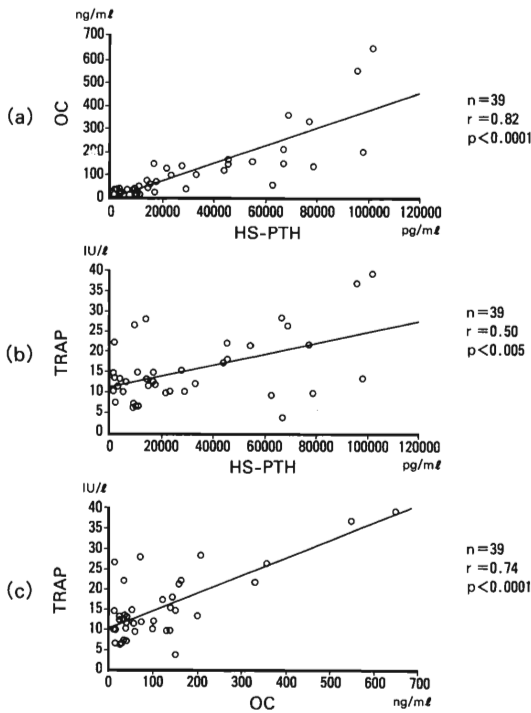 ng/mℓ
700
600
500
400
300
200
100
0
OC
(a)
0 20000 40000 60000 80000 100000 120000
HS-PTH
pg/mℓ
n=39
r=0.82
p<0.0001
IU/ℓ
40
35
30
25
20
15
10
5
0
TRAP
(b)
0 20000 40000 60000 80000 100000 120000
HS-PTH
pg/mℓ
n=39
r=0.50
p<0.005
IU/ℓ
40
35
30
25
20
15
10
5
0
TRAP
(c)
0 100 200 300 400 500 600 700
OC
ng/mℓ
n=39
r=0.74
p<0.0001